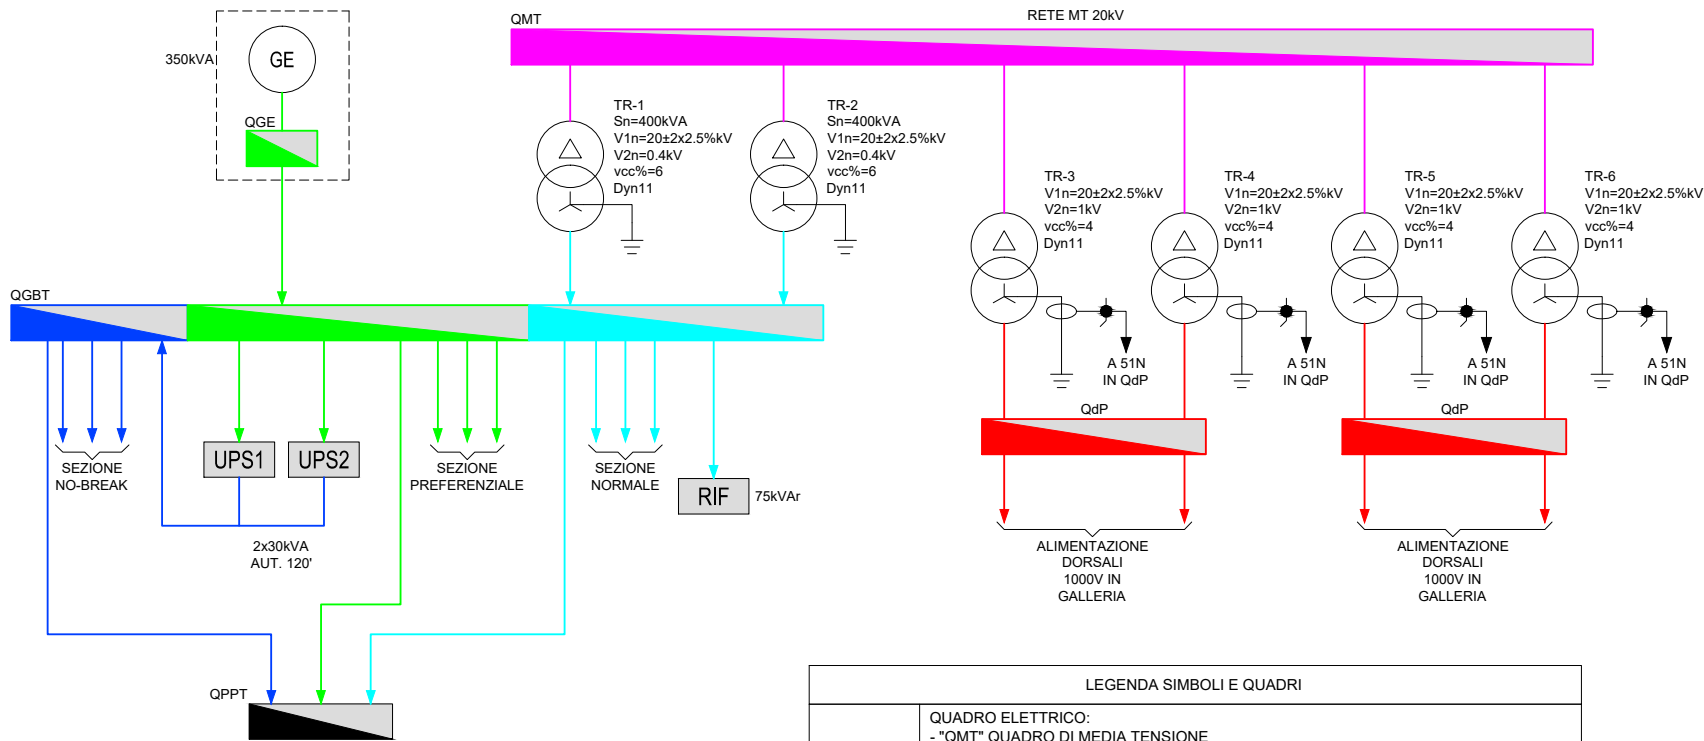 QMT
RETE MT 20kV
350kVA
GE
QGE
TR-1
Sn=400kVA
V1n=20±2x2.5%kV
V2n=0.4kV
vcc%=6
Dyn11
TR-2
Sn=400kVA
V1n=20±2x2.5%kV
V2n=0.4kV
vcc%=6
Dyn11
TR-3
V1n=20±2x2.5%kV
V2n=1kV
vcc%=4
Dyn11
TR-4
V1n=20±2x2.5%kV
V2n=1kV
vcc%=4
Dyn11
TR-5
V1n=20±2x2.5%kV
V2n=1kV
vcc%=4
Dyn11
TR-6
V1n=20±2x2.5%kV
V2n=1kV
vcc%=4
Dyn11
A 51N
IN QdP
A 51N
IN QdP
A 51N
IN QdP
A 51N
IN QdP
QGBT
QdP
QdP
SEZIONE
NO-BREAK
UPS1
UPS2
SEZIONE
PREFERENZIALE
SEZIONE
NORMALE
RIF
75kVAr
2x30kVA
AUT. 120'
ALIMENTAZIONE
DORSALI
1000V IN
GALLERIA
ALIMENTAZIONE
DORSALI
1000V IN
GALLERIA
QPPT
LEGENDA SIMBOLI E QUADRI
QUADRO ELETTRICO:
- "QMT" QUADRO DI MEDIA TENSIONE